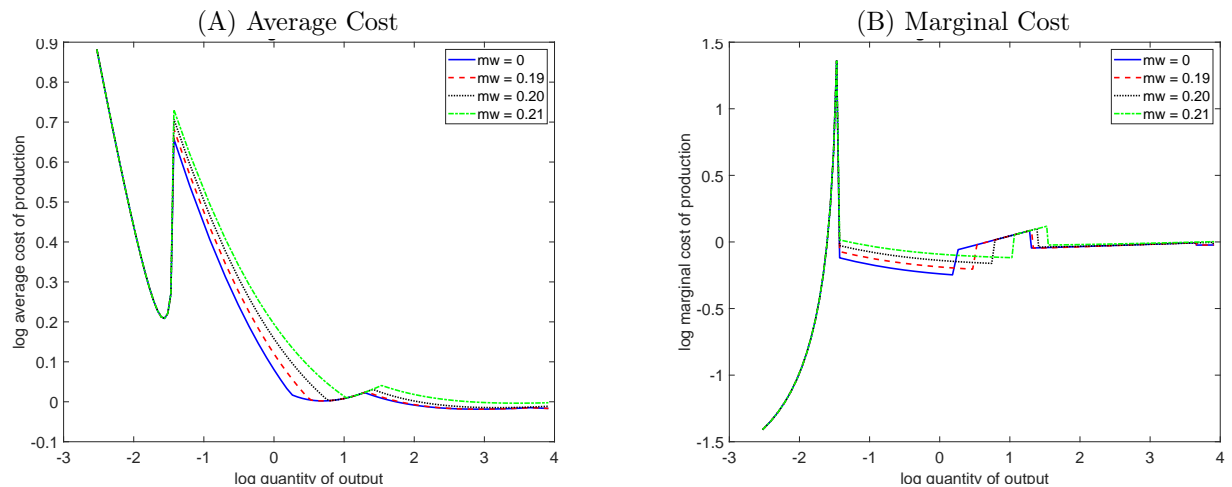 (A) Average Cost
0.9
0.8
0.7
0.6
0.5
0.4
0.3
0.2
0.1
0
-0.1
log average cost of production
mw = 0
mw = 0.19
mw = 0.20
mw = 0.21
-3 -2 -1 0 1 2 3 4
log quantity of output
(B) Marginal Cost
1.5
1
0.5
0
-0.5
-1
-1.5
log marginal cost of production
mw = 0
mw = 0.19
mw = 0.20
mw = 0.21
-3 -2 -1 0 1 2 3 4
log quantity of output